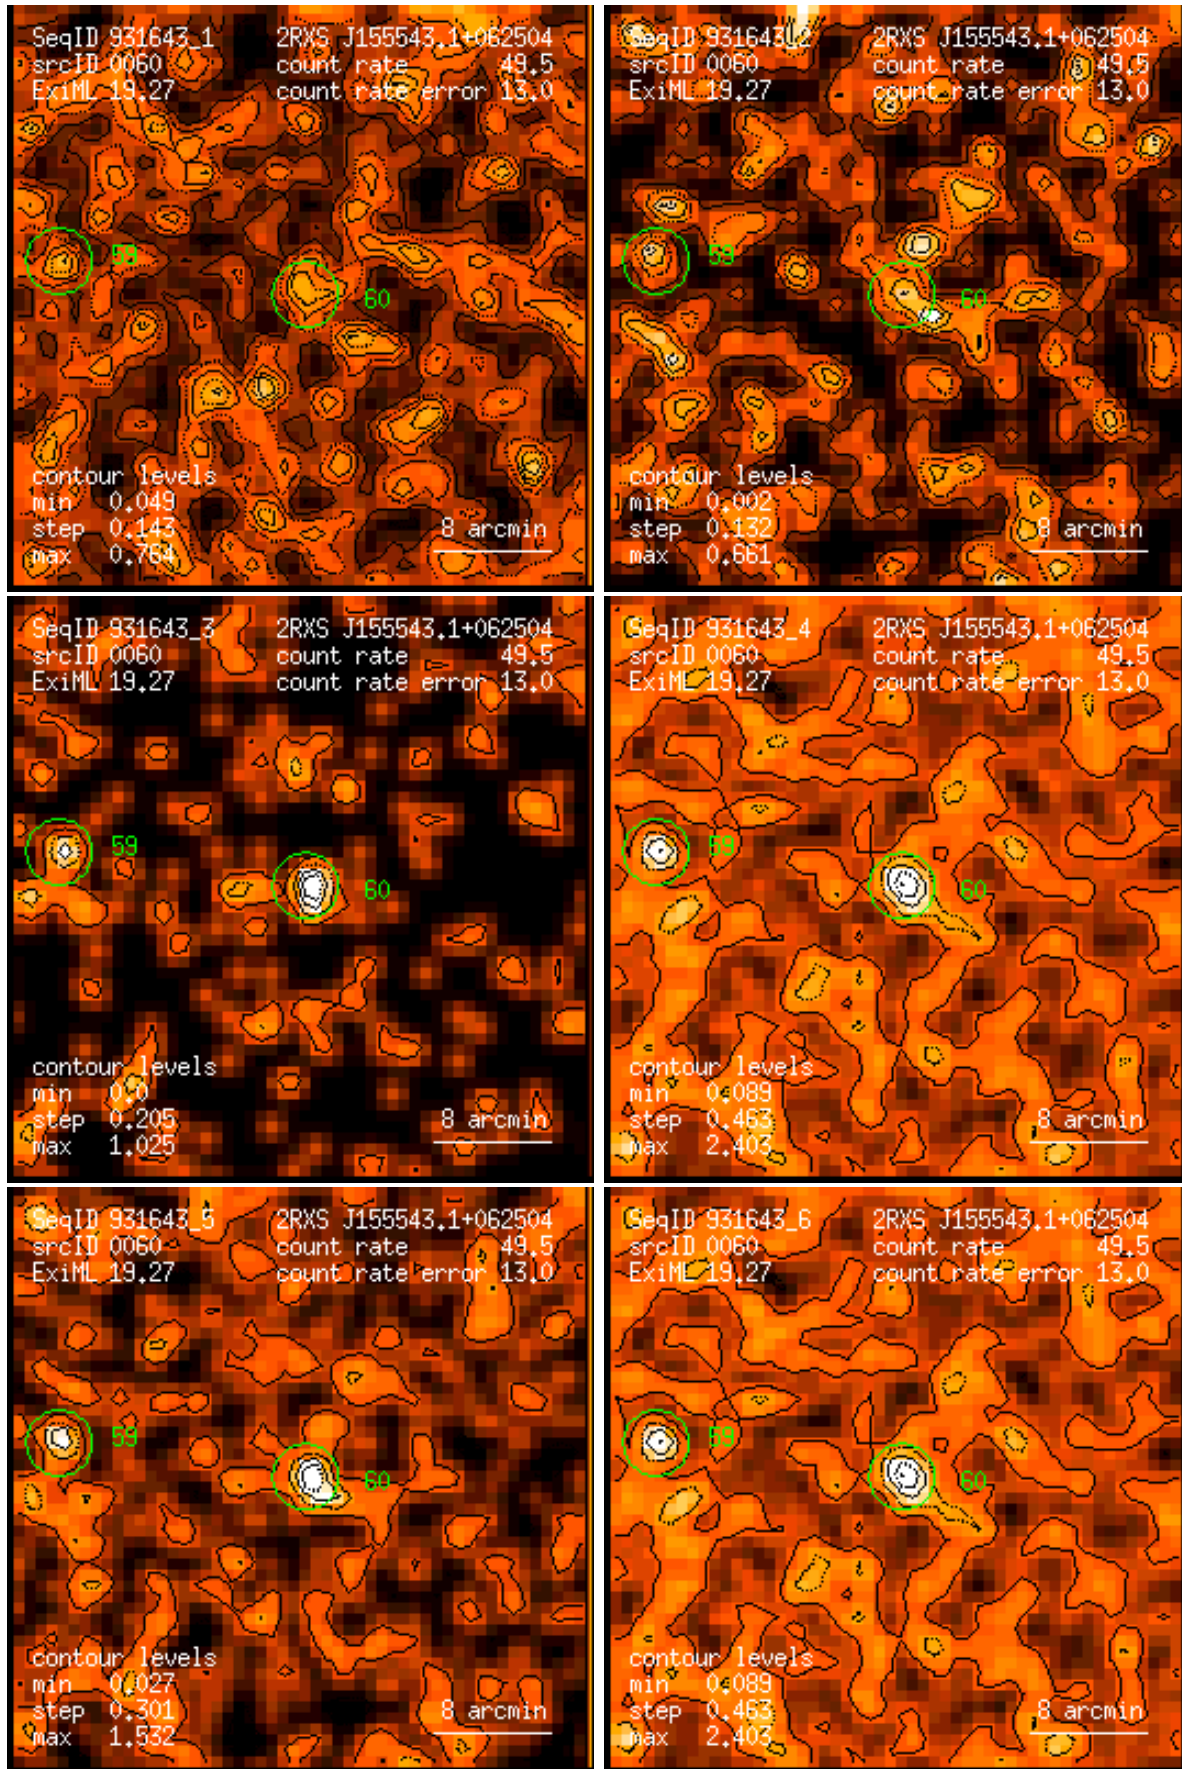 SeqID 931643_1 2RXS J155543.1+062504
srcID 0060 count rate 49.5
ExiML 19.27 count rate error 13.0
59
60
contour levels
min 0.049
step 0.143
max 0.764
8 arcmin
SeqID 931643_2 2RXS J155543.1+062504
srcID 0060 count rate 49.5
ExiML 19.27 count rate error 13.0
59
60
contour levels
min 0.002
step 0.132
max 0.661
8 arcmin
SeqID 931643_3 2RXS J155543.1+062504
srcID 0060 count rate 49.5
ExiML 19.27 count rate error 13.0
59
60
contour levels
min 0.0
step 0.205
max 1.025
8 arcmin
SeqID 931643_4 2RXS J155543.1+062504
srcID 0060 count rate 49.5
ExiML 19.27 count rate error 13.0
59
60
contour levels
min 0.089
step 0.463
max 2.403
8 arcmin
SeqID 931643_5 2RXS J155543.1+062504
srcID 0060 count rate 49.5
ExiML 19.27 count rate error 13.0
59
60
contour levels
min 0.027
step 0.301
max 1.532
8 arcmin
SeqID 931643_6 2RXS J155543.1+062504
srcID 0060 count rate 49.5
ExiML 19.27 count rate error 13.0
59
60
contour levels
min 0.089
step 0.463
max 2.403
8 arcmin